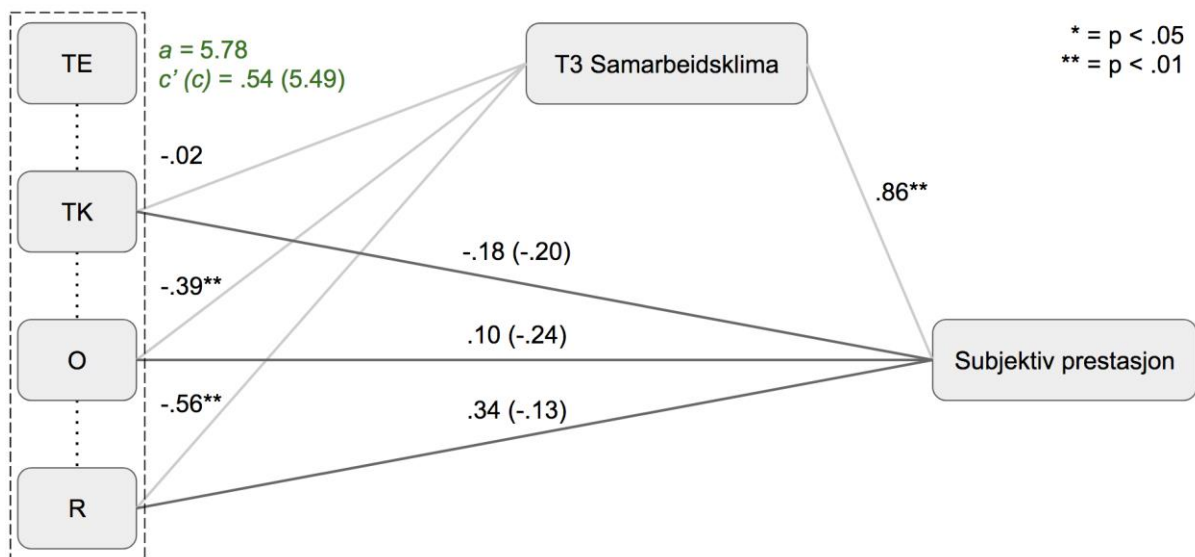 TE
a = 5.78
c' (c) = .54 (5.49)
T3 Samarbeidsklima
* = p < .05
** = p < .01
-.02
TK
.86**
-.18 (-.20)
-.39**
O
.10 (-.24)
Subjektiv prestasjon
-.56**
.34 (-.13)
R